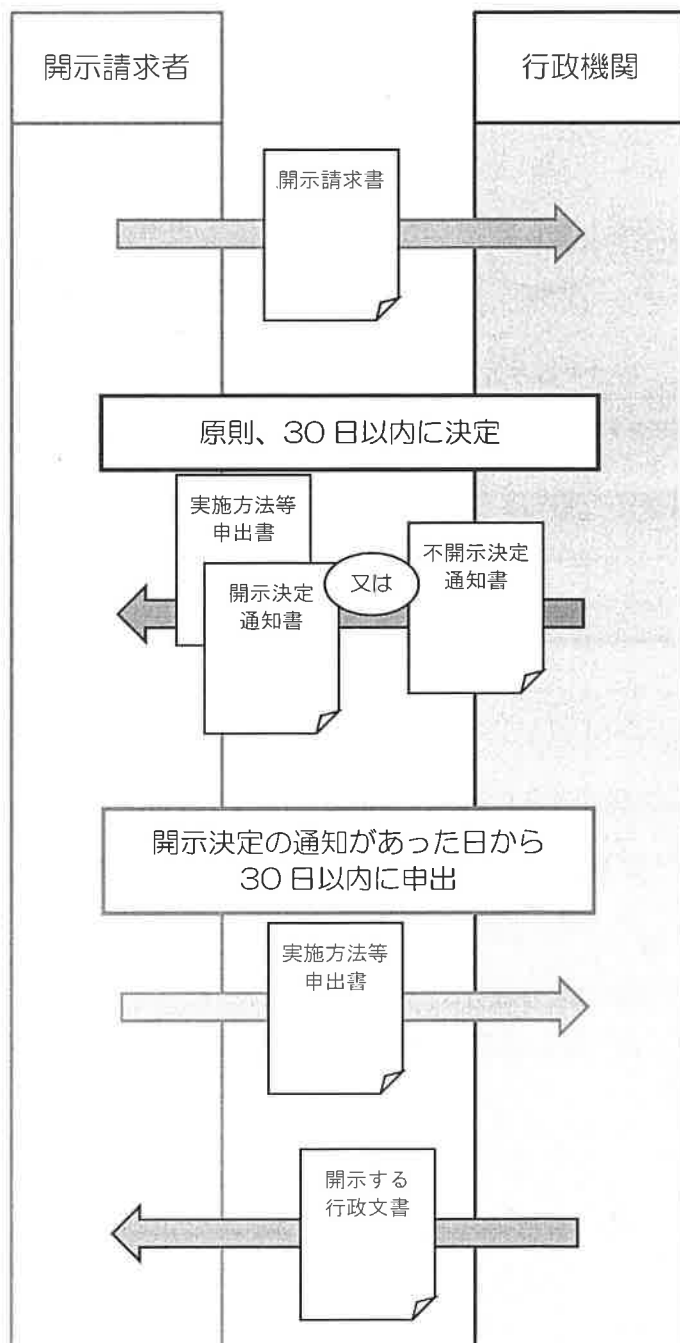 開示請求者
行政機関
開示請求書
原則、30日以内に決定
実施方法等
申出書
開示決定
通知書
又は
不開示決定
通知書
開示決定の通知があった日から
30日以内に申出
実施方法等
申出書
開示する
行政文書